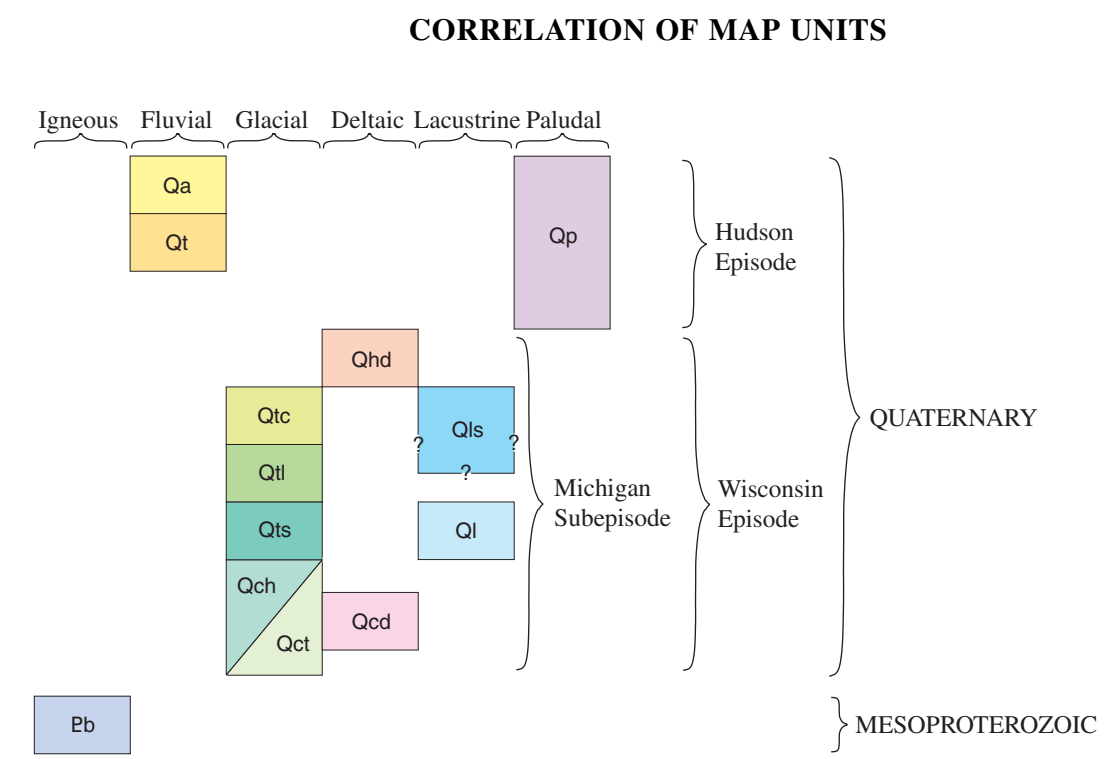 CORRELATION OF MAP UNITS
Igneous Fluvial Glacial Deltaic Lacustrine Paludal
Qa
Qt
Qp
Hudson
Episode
Qhd
Qtc
Qls
? ?
?
QUATERNARY
Qtl
Michigan
Subepisode
Wisconsin
Episode
Qts
Ql
Qch
Qcd
Qct
Ƥb
MESOPROTEROZOIC